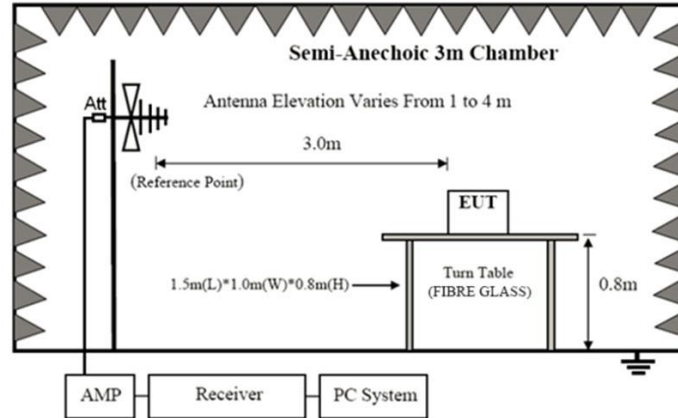 Semi-Anechoic 3m Chamber
Att
Antenna Elevation Varies From 1 to 4 m
3.0m
(Reference Point)
EUT
1.5m(L)*1.0m(W)*0.8m(H)
Turn Table
(FIBRE GLASS)
0.8m
AMP
Receiver
PC System